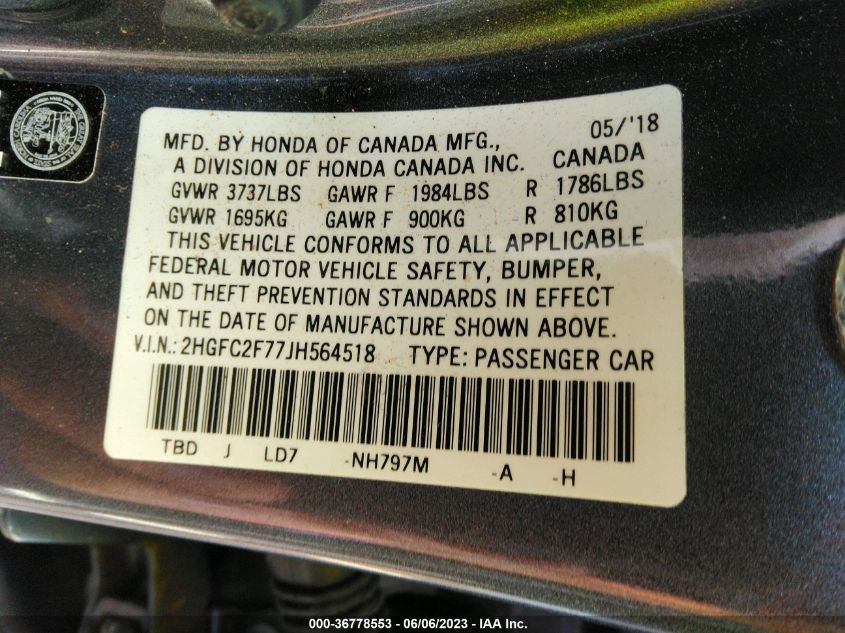 MFD. BY HONDA OF CANADA MFG., 05/'18
A DIVISION OF HONDA CANADA INC. CANADA
GVWR 3737LBS GAWR F 1984LBS R 1786LBS
GVWR 1695KG GAWR F 900KG R 810KG
THIS VEHICLE CONFORMS TO ALL APPLICABLE
FEDERAL MOTOR VEHICLE SAFETY, BUMPER,
AND THEFT PREVENTION STANDARDS IN EFFECT
ON THE DATE OF MANUFACTURE SHOWN ABOVE.
V.I.N.: 2HGFC2F77JH564518 TYPE: PASSENGER CAR
TBD J LD7 -NH797M -A -H
000-36778553 - 06/06/2023 - IAA Inc.